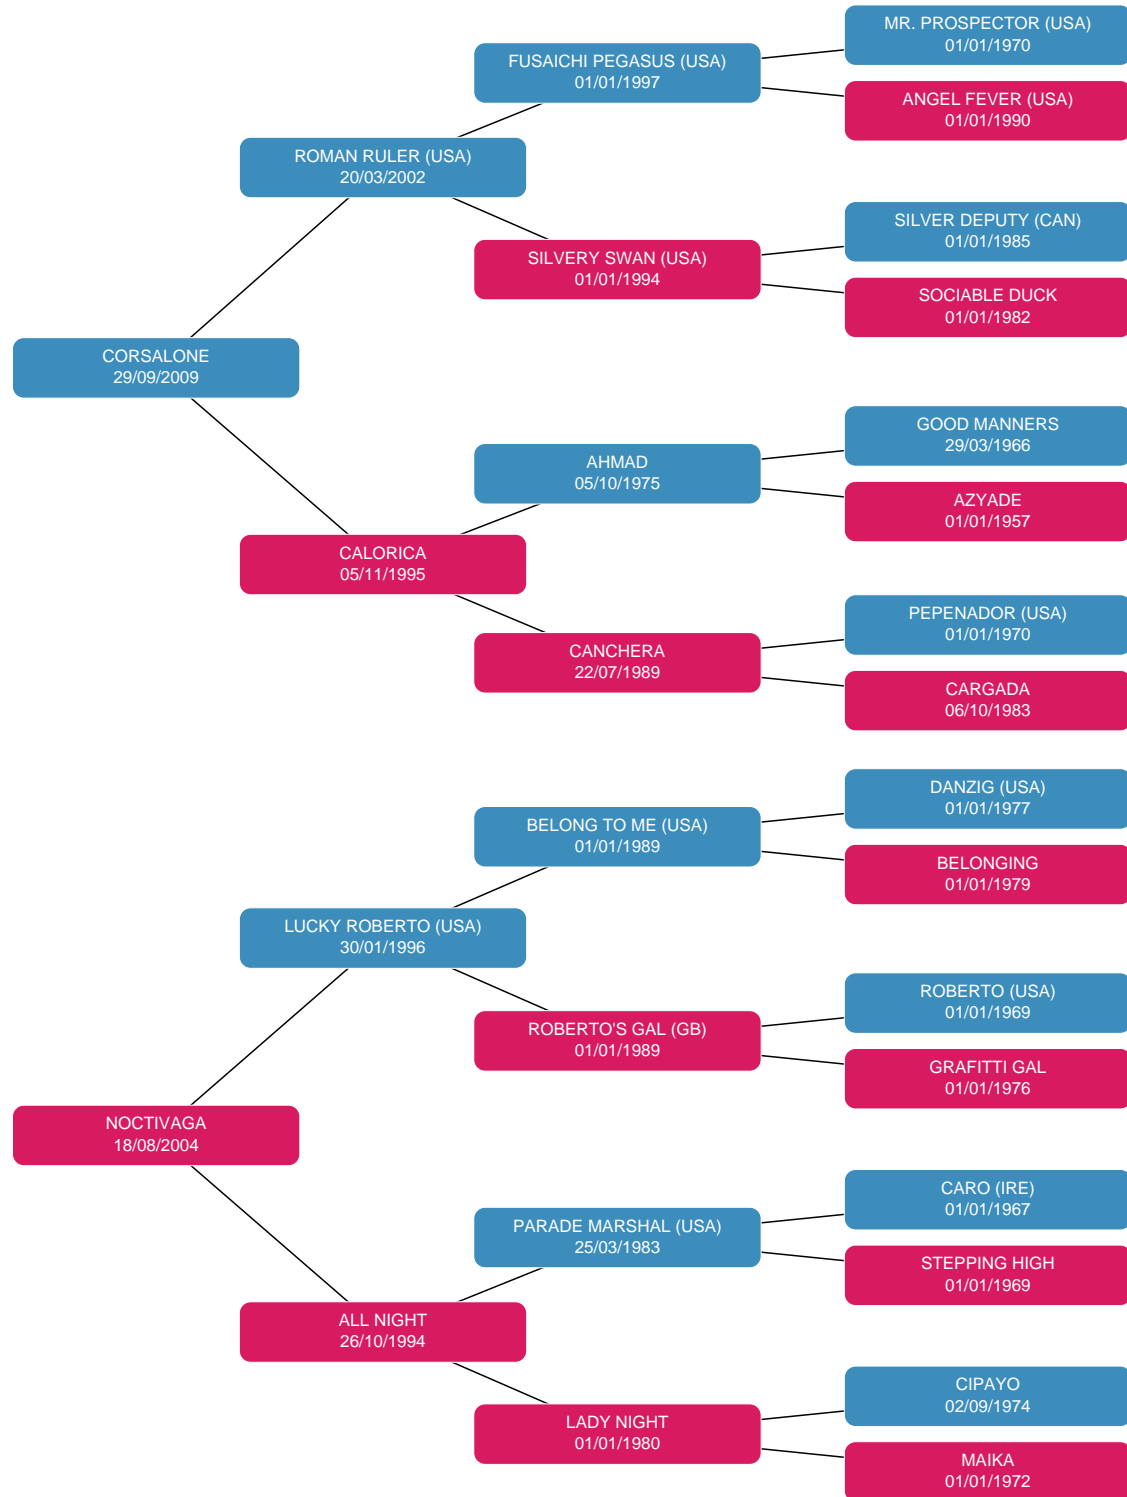 MR. PROSPECTOR (USA)
01/01/1970
FUSAICHI PEGASUS (USA)
01/01/1997
ANGEL FEVER (USA)
01/01/1990
ROMAN RULER (USA)
20/03/2002
SILVER DEPUTY (CAN)
01/01/1985
SILVERY SWAN (USA)
01/01/1994
SOCIABLE DUCK
01/01/1982
CORSALONE
29/09/2009
GOOD MANNERS
29/03/1966
AHMAD
05/10/1975
AZYADE
01/01/1957
CALORICA
05/11/1995
PEPENADOR (USA)
01/01/1970
CANCHERA
22/07/1989
CARGADA
06/10/1983
DANZIG (USA)
01/01/1977
BELONG TO ME (USA)
01/01/1989
BELONGING
01/01/1979
LUCKY ROBERTO (USA)
30/01/1996
ROBERTO (USA)
01/01/1969
ROBERTO'S GAL (GB)
01/01/1989
GRAFITTI GAL
01/01/1976
NOCTIVAGA
18/08/2004
CARO (IRE)
01/01/1967
PARADE MARSHAL (USA)
25/03/1983
STEPPING HIGH
01/01/1969
ALL NIGHT
26/10/1994
CIPAYO
02/09/1974
LADY NIGHT
01/01/1980
MAIKA
01/01/1972